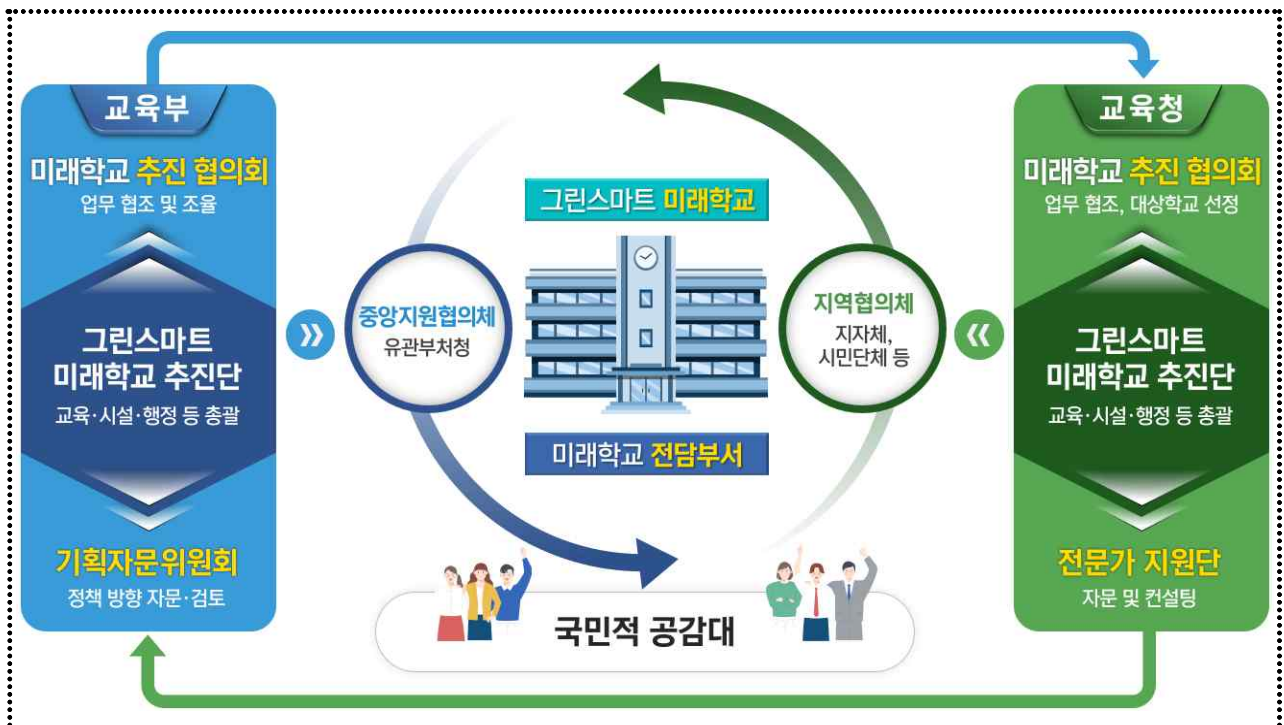 교육부
미래학교 추진 협의회
업무 협조 및 조율
그린스마트
미래학교 추진단
교육·시설·행정 등 총괄
기획자문위원회
정책 방향 자문·검토
중앙지원협의체
유관부처청
그린스마트 미래학교
미래학교 전담부서
지역협의체
지자체,
시민단체 등
국민적 공감대
교육청
미래학교 추진 협의회
업무 협조, 대상학교 선정
그린스마트
미래학교 추진단
교육·시설·행정 등 총괄
전문가 지원단
자문 및 컨설팅